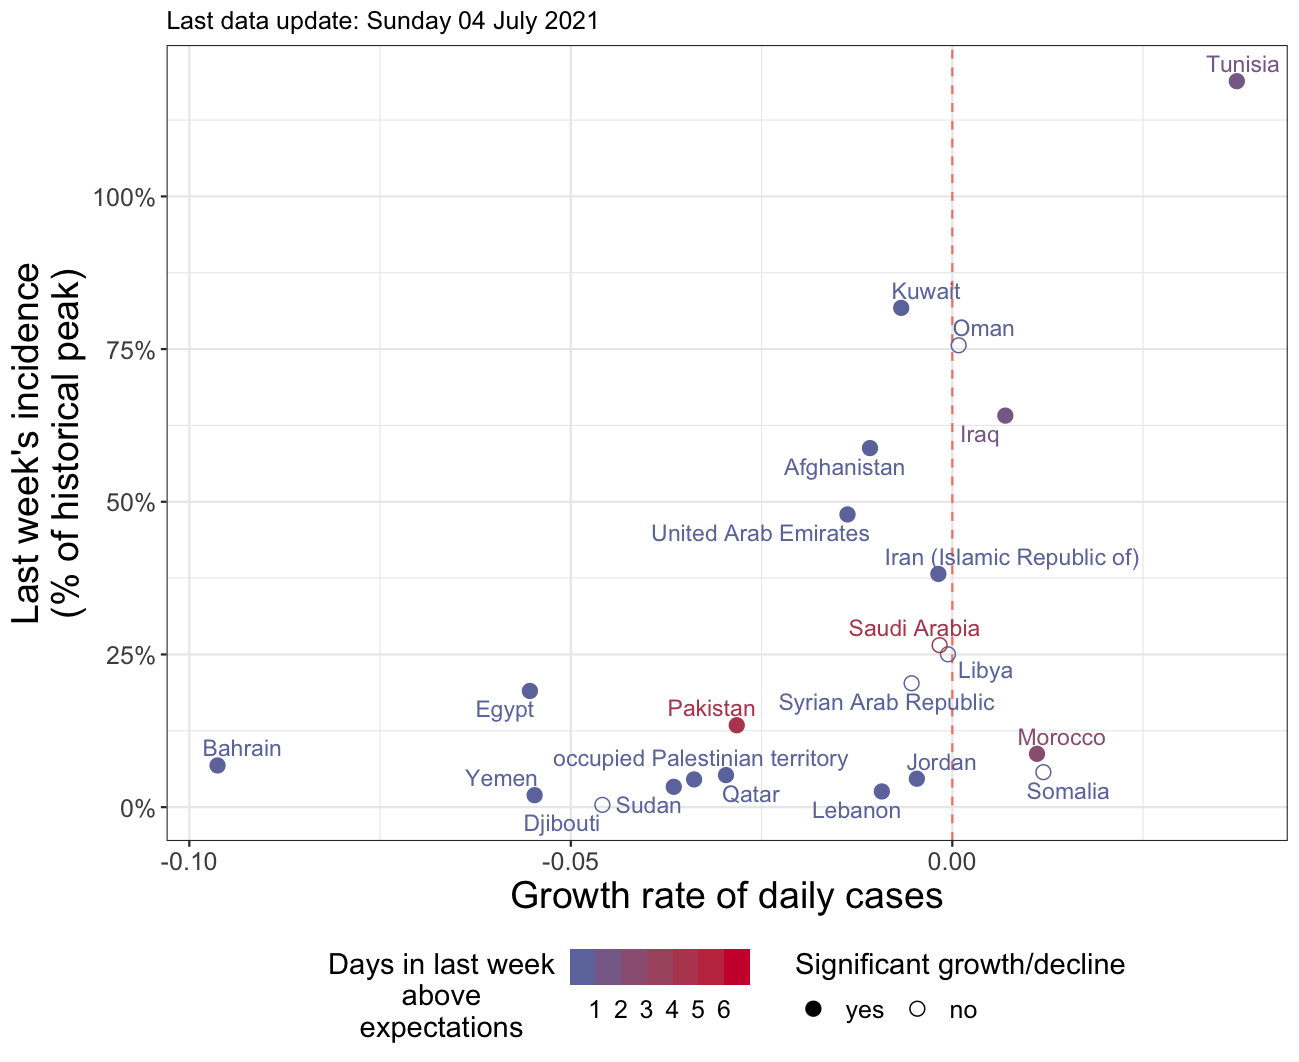 Last data update: Sunday 04 July 2021
Last week's incidence
(% of historical peak)
100%
75%
50%
25%
0%
Tunisia
Kuwait
Oman
Iraq
Afghanistan
United Arab Emirates
Iran (Islamic Republic of)
Saudi Arabia
Libya
Syrian Arab Republic
Egypt
Pakistan
Morocco
Bahrain
occupied Palestinian territory
Jordan
Yemen
Qatar
Somalia
Sudan
Lebanon
Djibouti
-0.10 -0.05 0.00
Growth rate of daily cases
Days in last week
above
expectations
1 2 3 4 5 6
Significant growth/decline
yes no